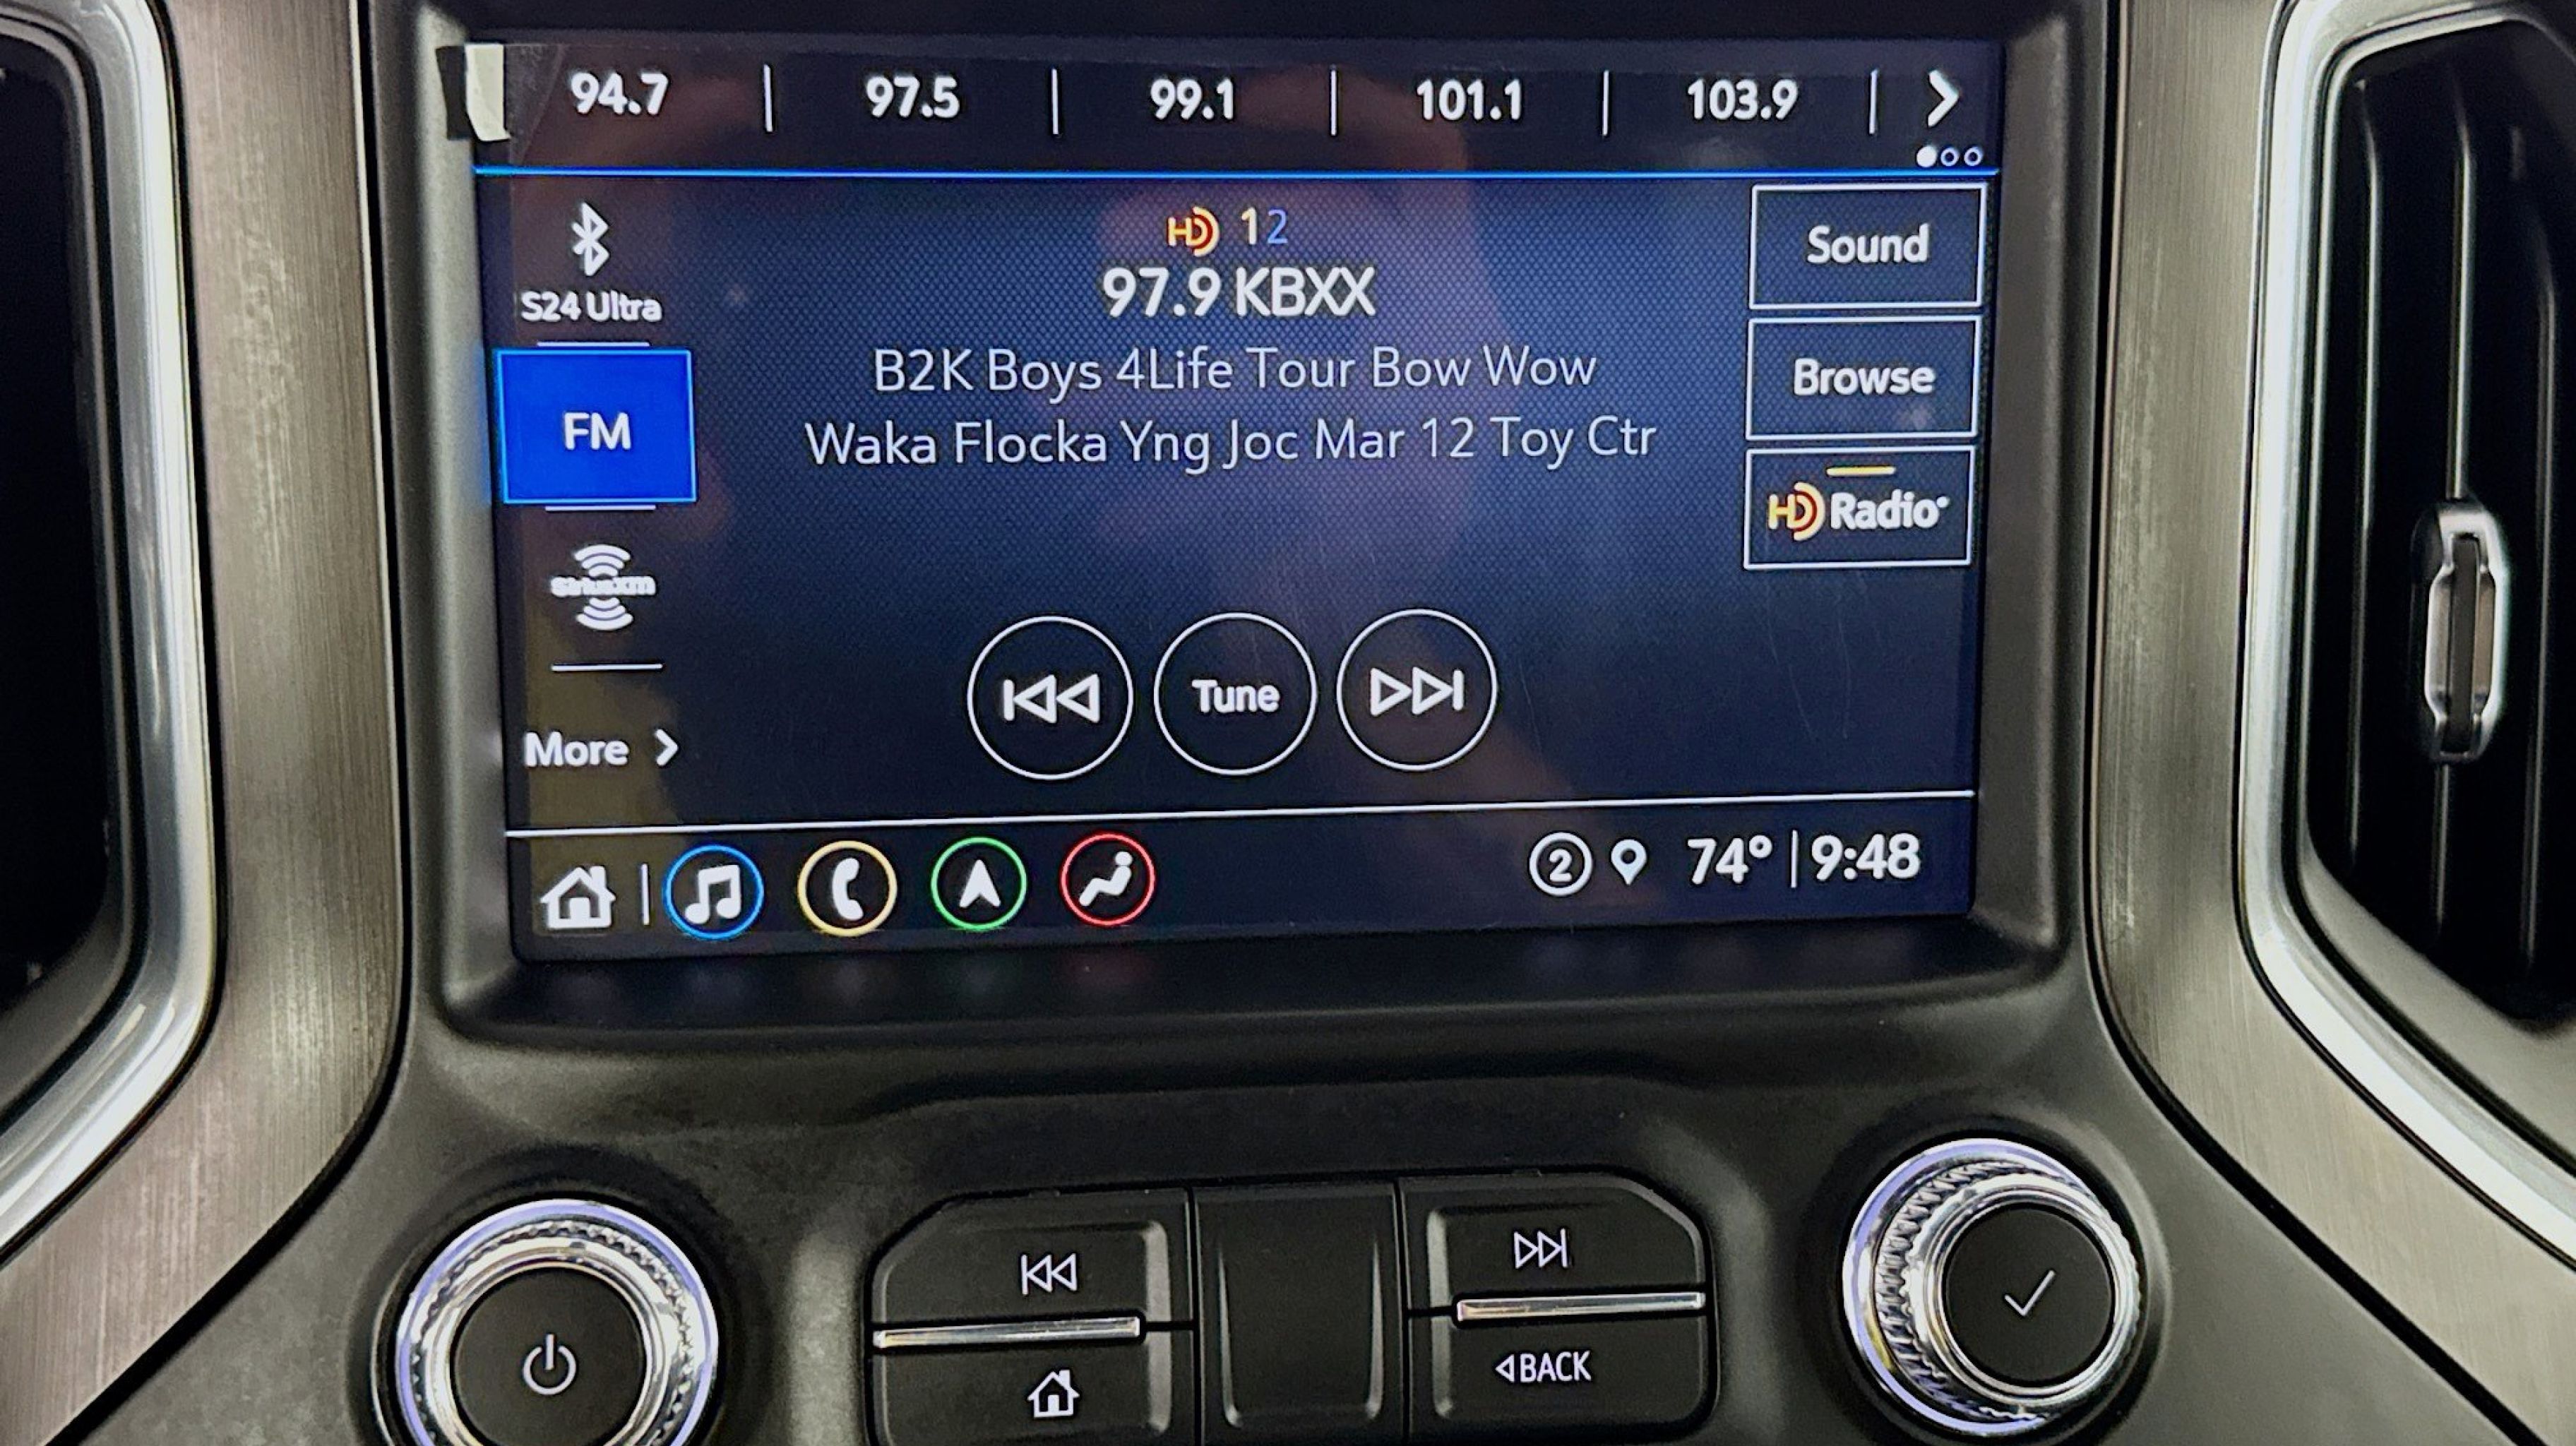 94.7 | 97.5 | 99.1 | 101.1 | 103.9 |
S24 Ultra
FM
siriusxm
More
HD 12
97.9 KBXX
B2K Boys 4Life Tour Bow Wow
Waka Flocka Yng Joc Mar 12 Toy Ctr
Tune
Sound
Browse
HD Radio
2 74° | 9:48
BACK